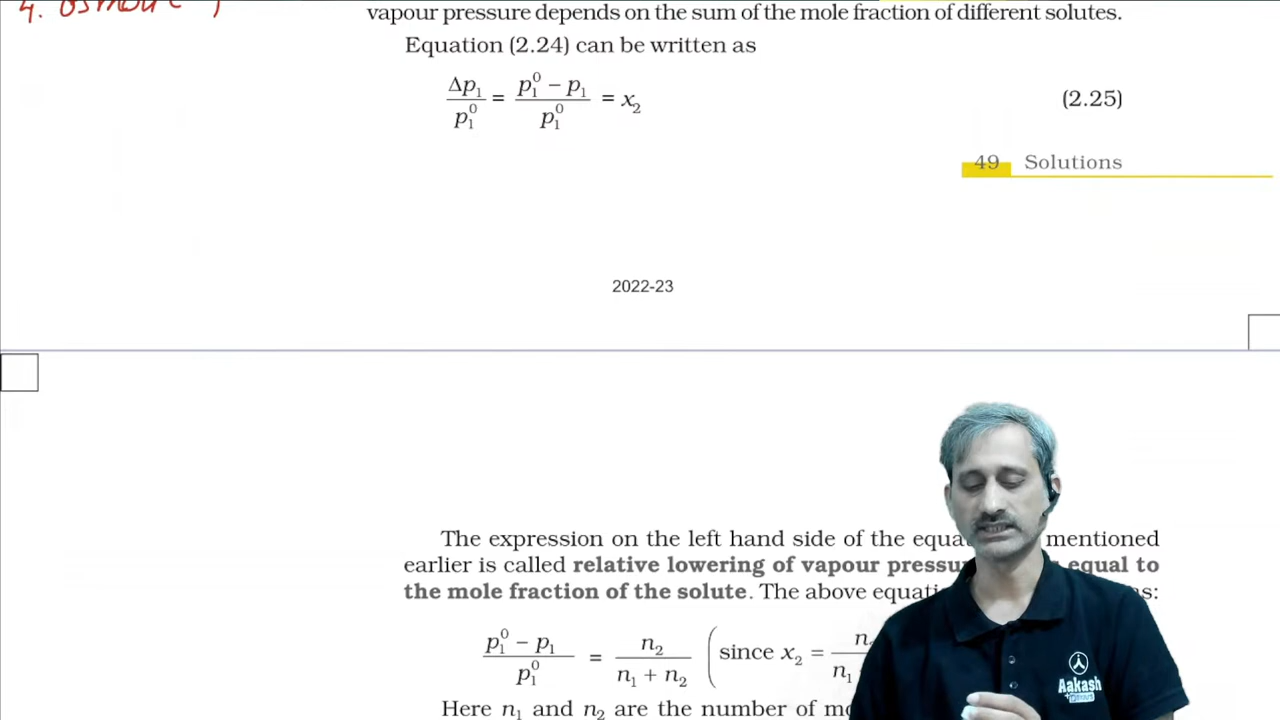 4. Osmotic
vapour pressure depends on the sum of the mole fraction of different solutes.
Equation (2.24) can be written as
Δp₁/p₁⁰ = (p₁⁰ − p₁)/p₁⁰ = x₂ (2.25)
49 Solutions
2022-23
The expression on the left hand side of the mentioned
earlier is called relative lowering of vapour equal to
the mole fraction of the solute. The above
(p₁⁰ − p₁)/p₁⁰ = n₂/(n₁ + n₂) (since x₂ =
Here n₁ and n₂ are the number of
Aakash